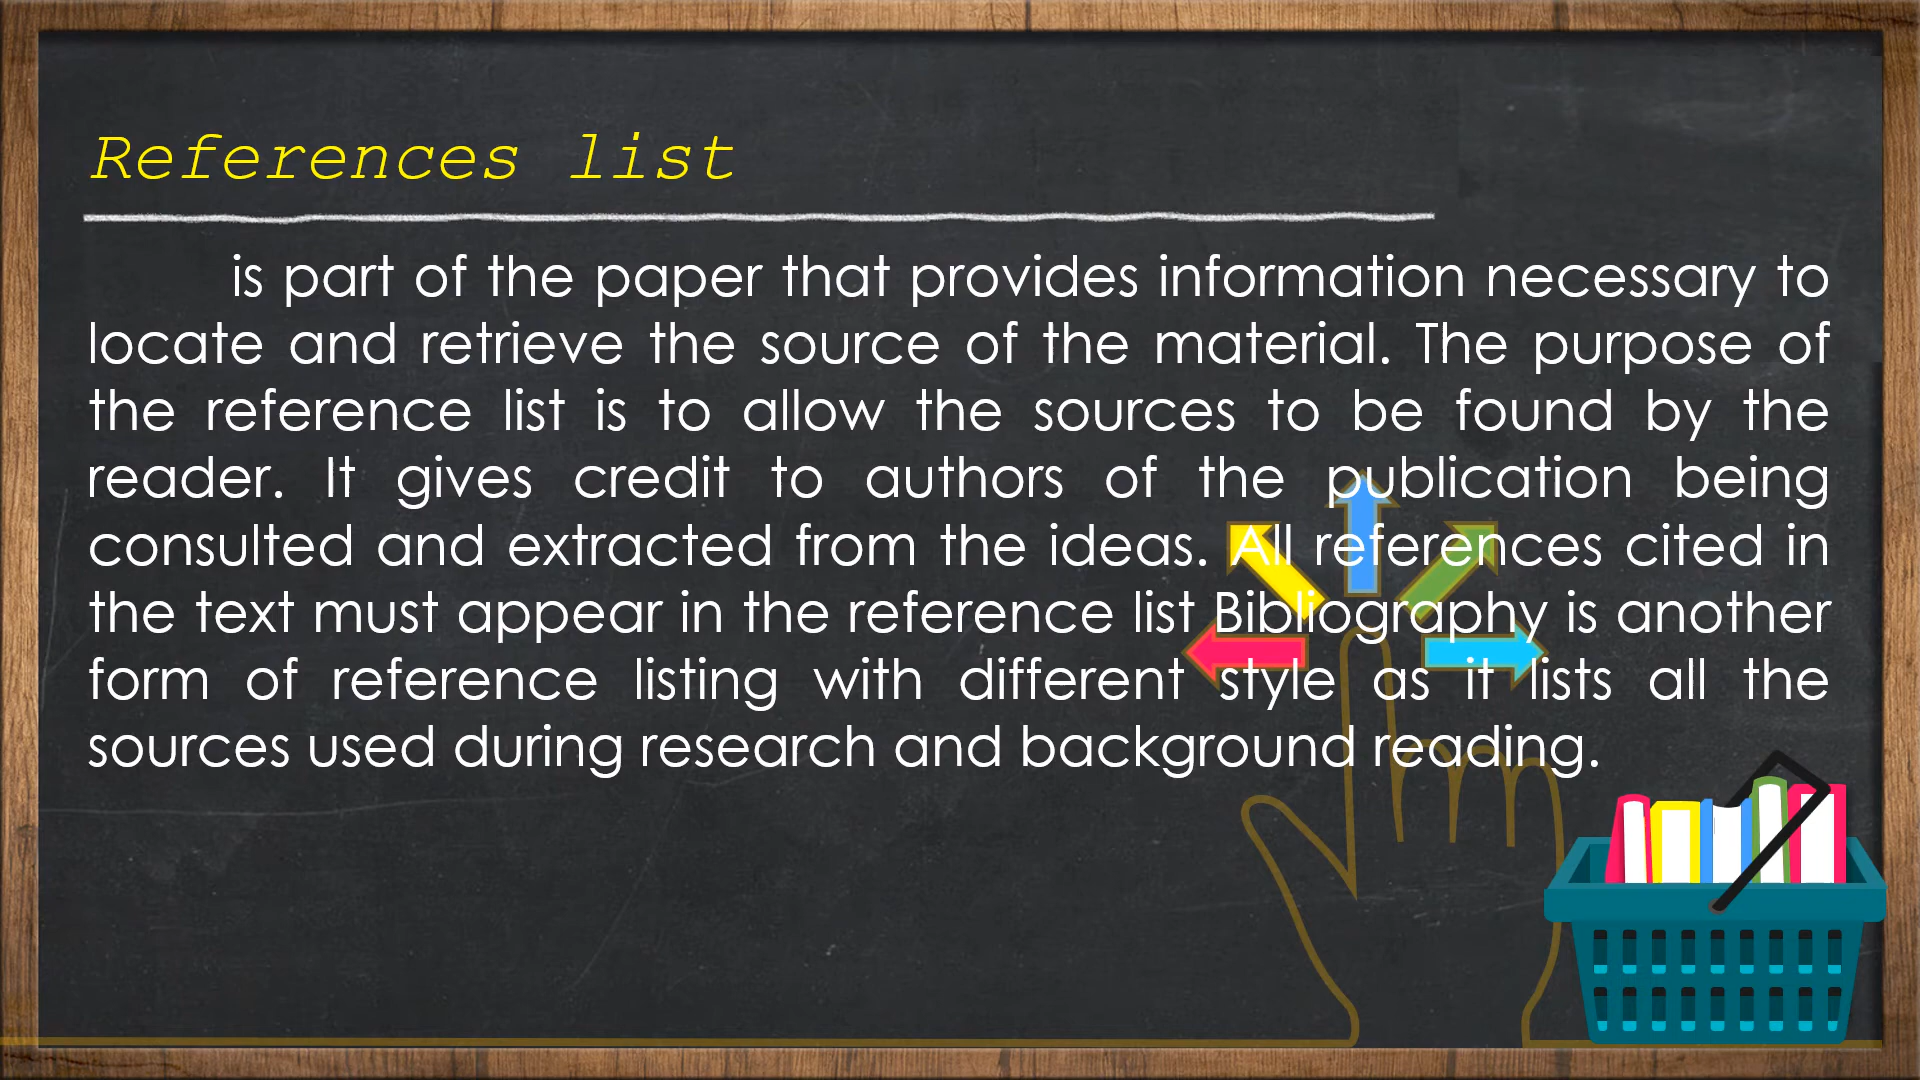 References list
is part of the paper that provides information necessary to
locate and retrieve the source of the material. The purpose of
the reference list is to allow the sources to be found by the
reader. It gives credit to authors of the publication being
consulted and extracted from the ideas. All references cited in
the text must appear in the reference list Bibliography is another
form of reference listing with different style as it lists all the
sources used during research and background reading.